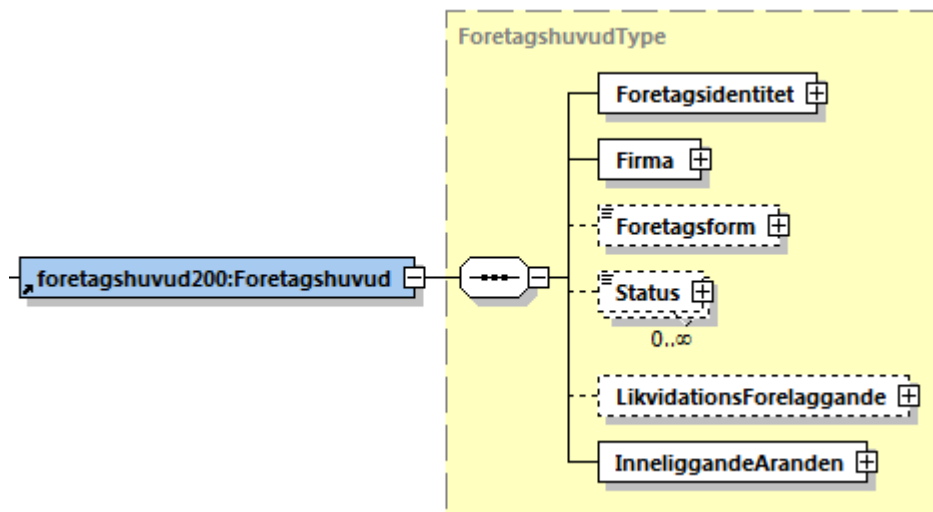 ForetagshuvudType
Foretagsidentitet
Firma
Foretagsform
foretagshuvud200:Foretagshuvud
Status
0..∞
LikvidationsForelaggande
InneliggandeAranden